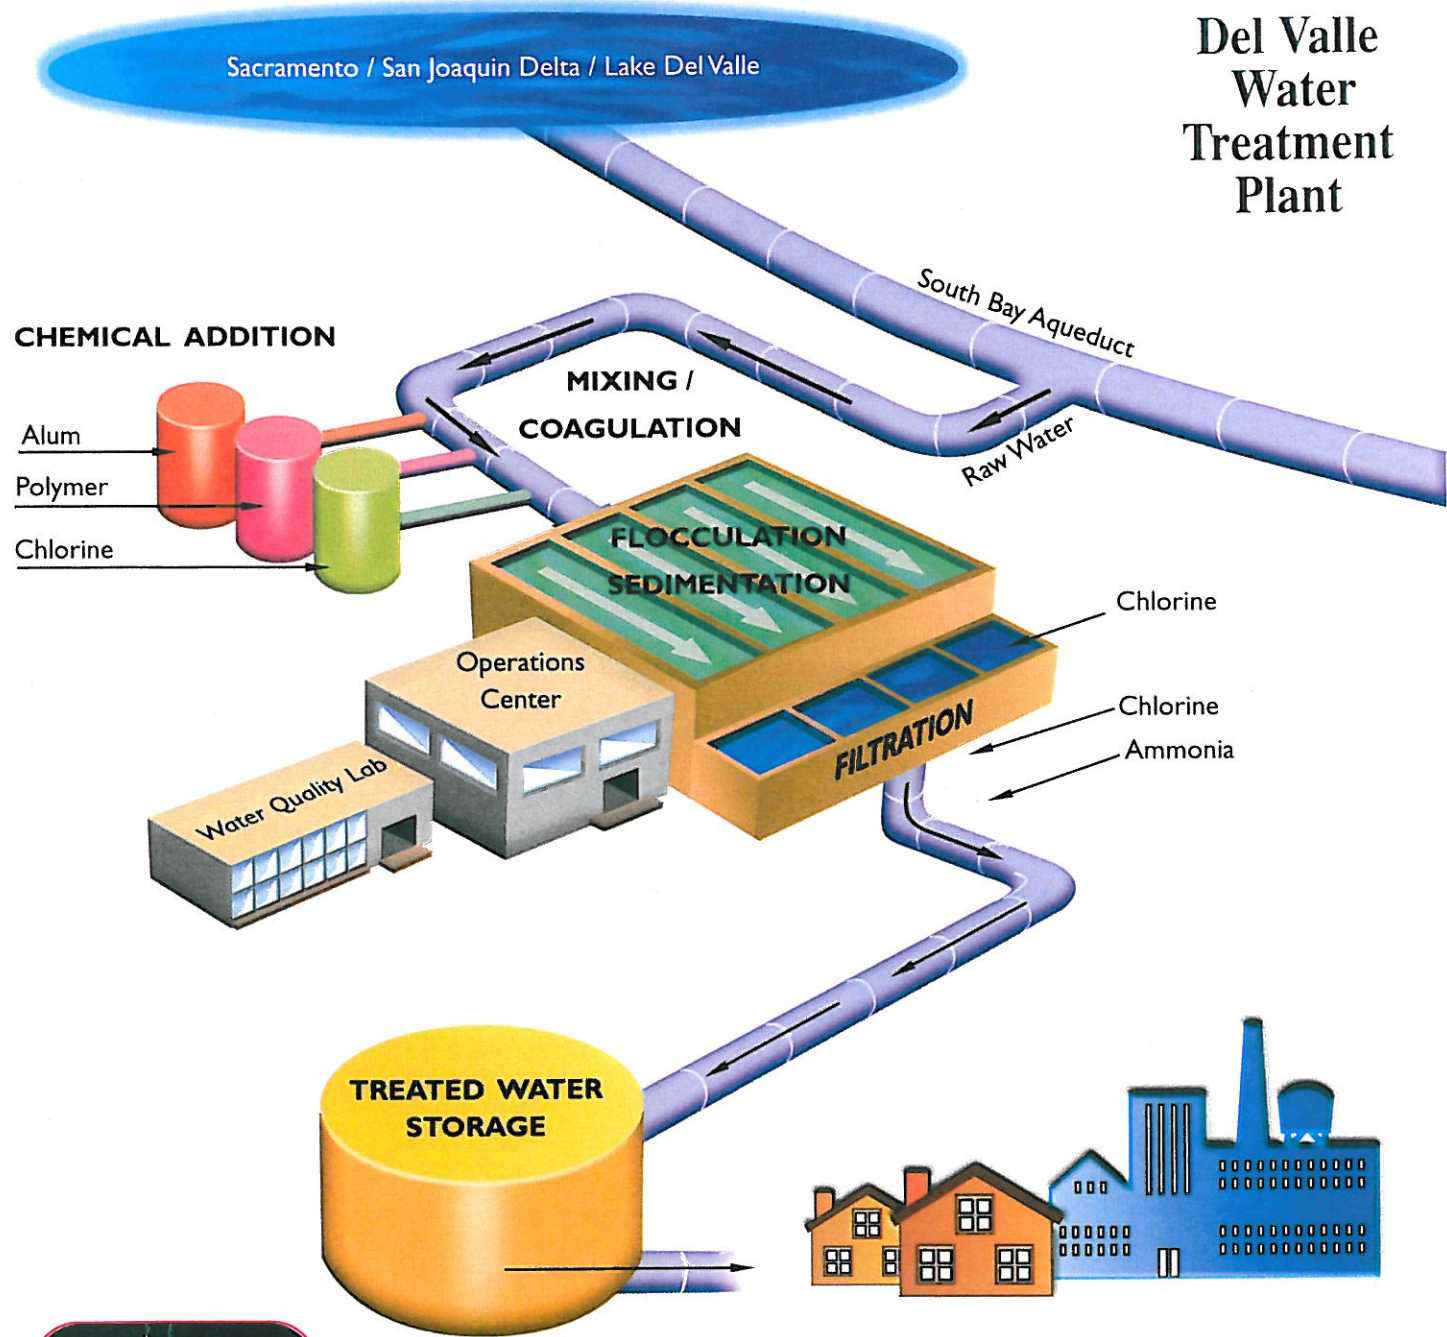 Del Valle
Water
Treatment
Plant
Sacramento / San Joaquin Delta / Lake Del Valle
South Bay Aqueduct
Raw Water
CHEMICAL ADDITION
MIXING /
COAGULATION
Alum
Polymer
Chlorine
FLOCCULATION
SEDIMENTATION
Chlorine
Operations
Center
Chlorine
FILTRATION
Ammonia
Water Quality Lab
TREATED WATER
STORAGE